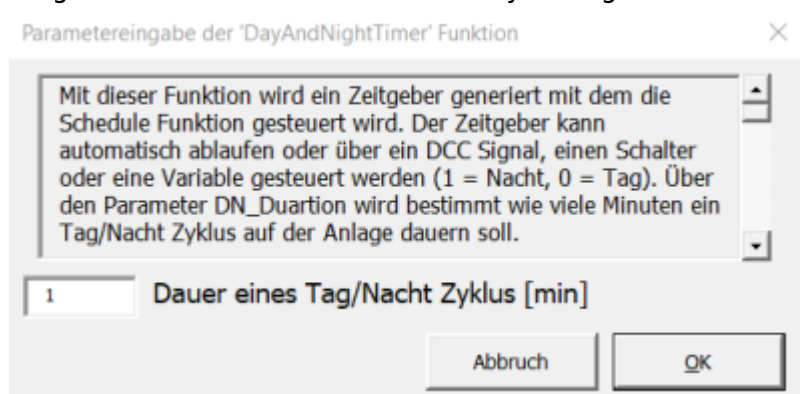 Parametereingabe der 'DayAndNightTimer' Funktion
Mit dieser Funktion wird ein Zeitgeber generiert mit dem die
Schedule Funktion gesteuert wird. Der Zeitgeber kann
automatisch ablaufen oder über ein DCC Signal, einen Schalter
oder eine Variable gesteuert werden (1 = Nacht, 0 = Tag). Über
den Parameter DN_Duartion wird bestimmt wie viele Minuten ein
Tag/Nacht Zyklus auf der Anlage dauern soll.
1 Dauer eines Tag/Nacht Zyklus [min]
Abbruch OK